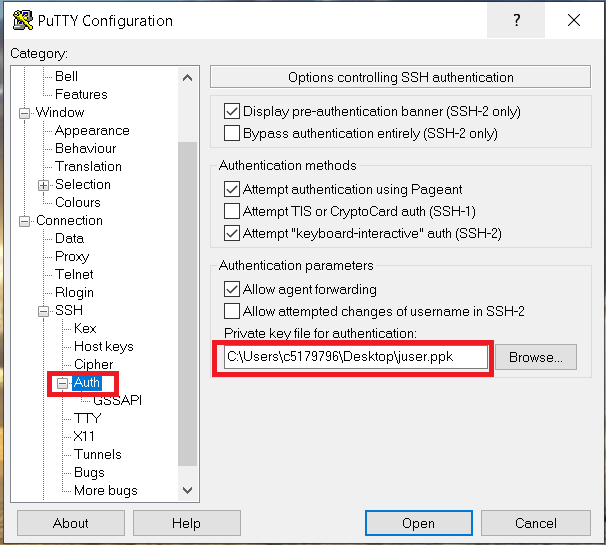 PuTTY Configuration
?
Category:
Bell
Features
Window
Appearance
Behaviour
Translation
Selection
Colours
Connection
Data
Proxy
Telnet
Rlogin
SSH
Kex
Host keys
Cipher
Auth
GSSAPI
TTY
X11
Tunnels
Bugs
More bugs
Options controlling SSH authentication
Display pre-authentication banner (SSH-2 only)
Bypass authentication entirely (SSH-2 only)
Authentication methods
Attempt authentication using Pageant
Attempt TIS or CryptoCard auth (SSH-1)
Attempt "keyboard-interactive" auth (SSH-2)
Authentication parameters
Allow agent forwarding
Allow attempted changes of username in SSH-2
Private key file for authentication:
C:\Users\c5179796\Desktop\juser.ppk
Browse...
About
Help
Open
Cancel